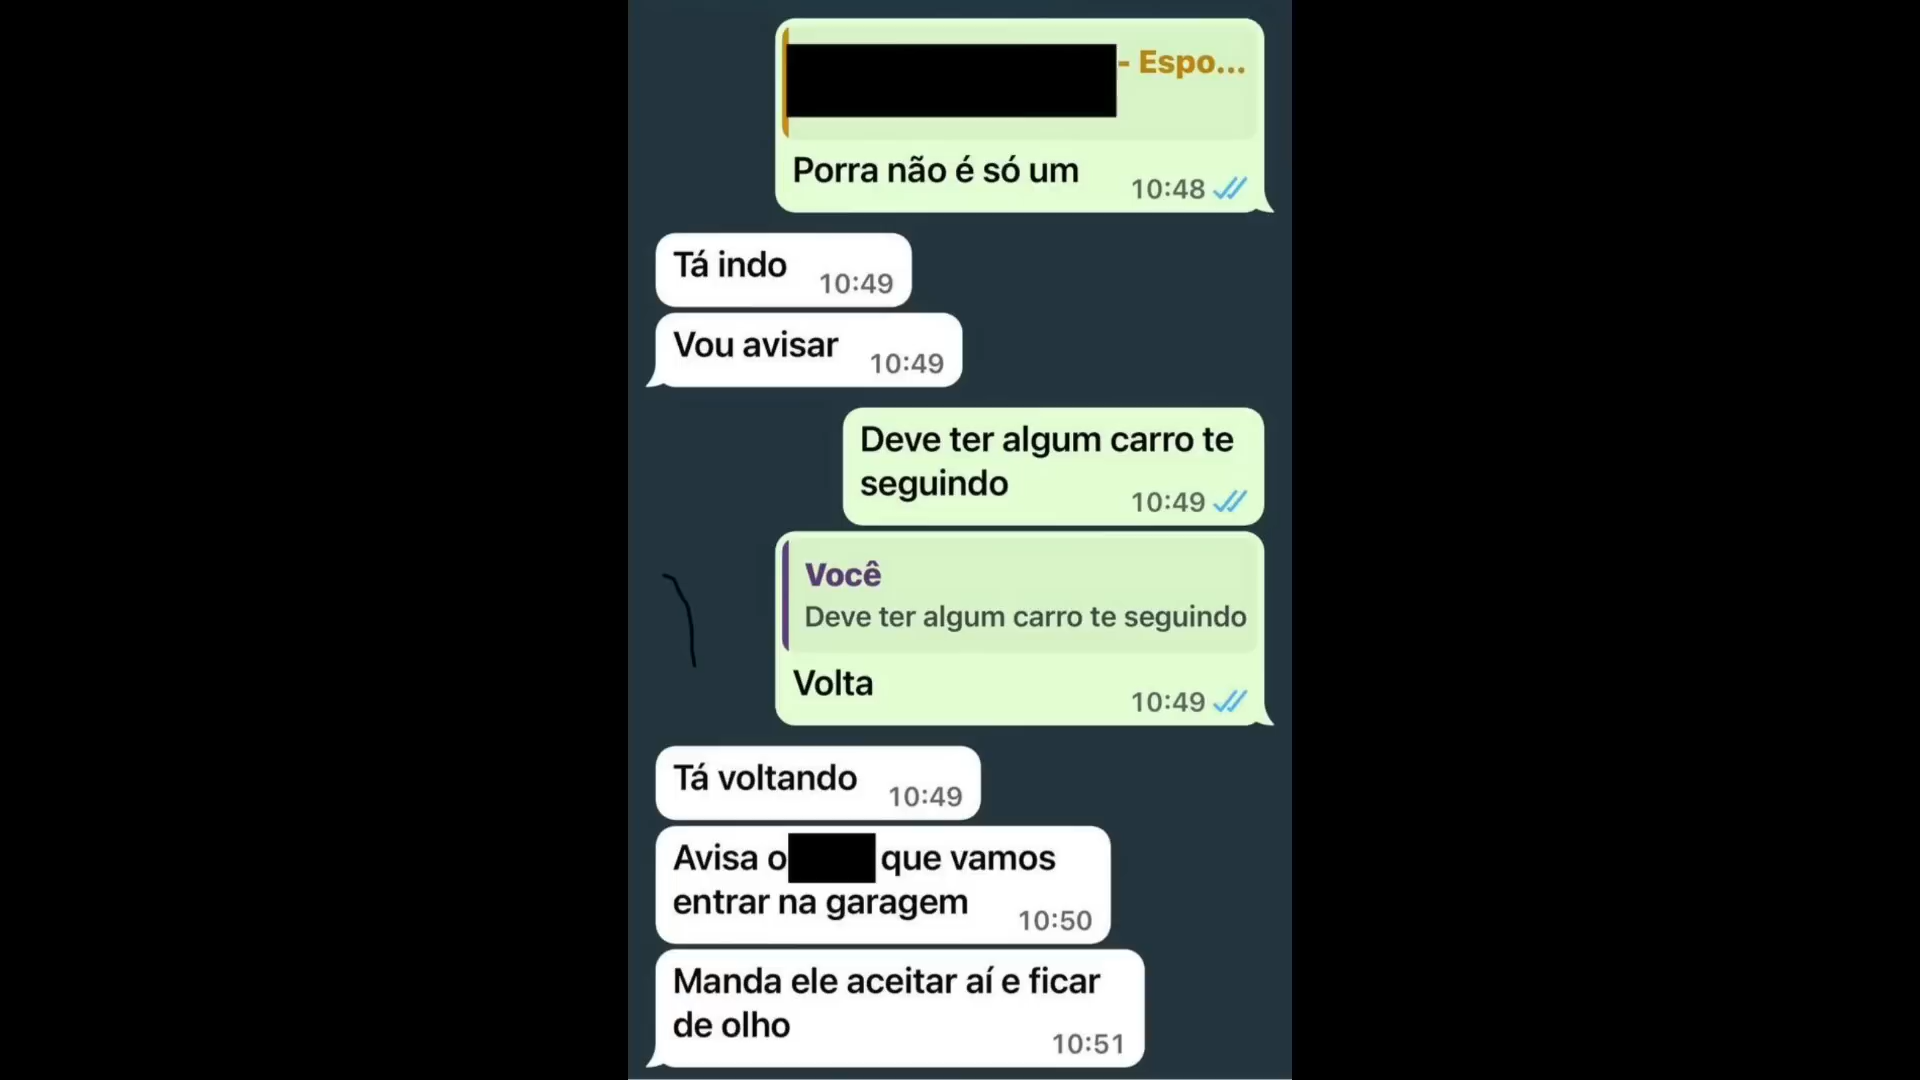 - Espo...
Porra não é só um
10:48
Tá indo
10:49
Vou avisar
10:49
Deve ter algum carro te
seguindo
10:49
Você
Deve ter algum carro te seguindo
Volta
10:49
Tá voltando
10:49
Avisa o que vamos
entrar na garagem
10:50
Manda ele aceitar aí e ficar
de olho
10:51